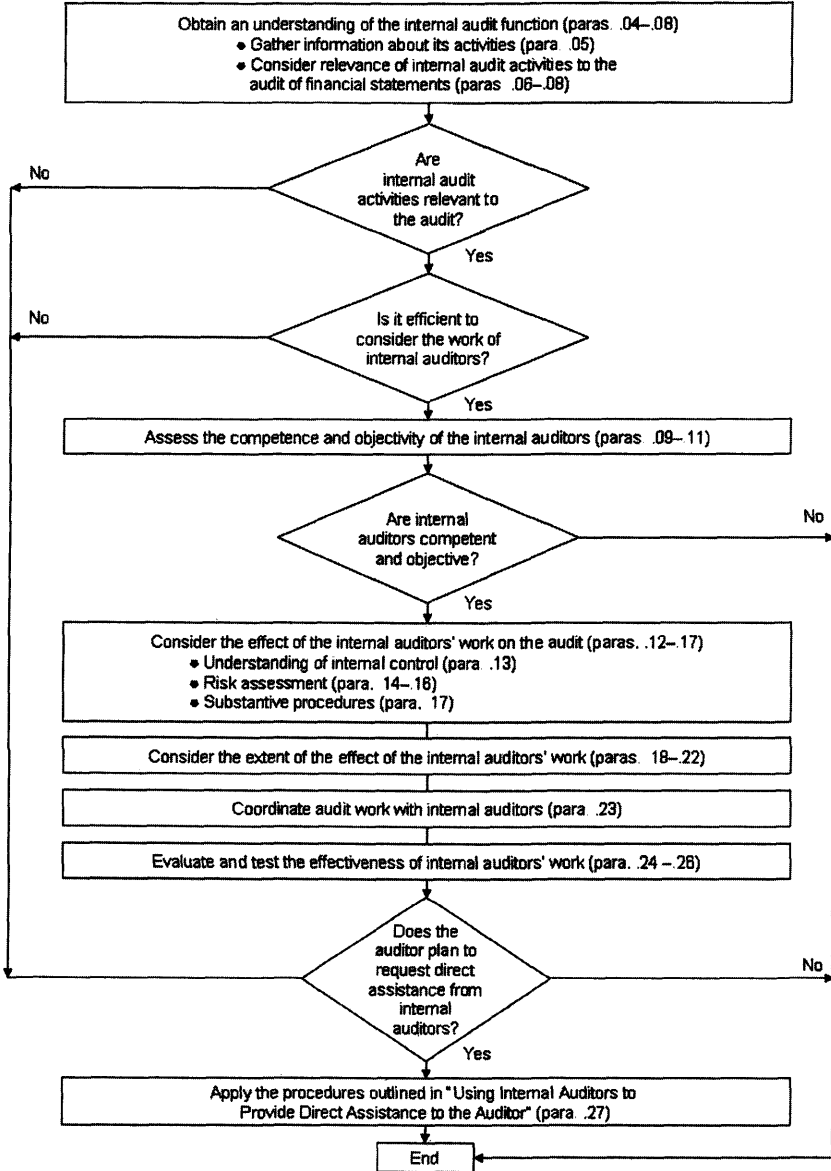 Obtain an understanding of the internal audit function (paras. .04–.08)
• Gather information about its activities (para. .05)
• Consider relevance of internal audit activities to the
audit of financial statements (paras .06–.08)
Are
internal audit
activities relevant to
the audit?
No
Yes
Is it efficient to
consider the work of
internal auditors?
No
Yes
Assess the competence and objectivity of the internal auditors (paras. .09– 11)
Are internal
auditors competent
and objective?
No
Yes
Consider the effect of the internal auditors' work on the audit (paras. .12–.17)
• Understanding of internal control (para. .13)
• Risk assessment (para. 14–.16)
• Substantive procedures (para. 17)
Consider the extent of the effect of the internal auditors' work (paras. 18–.22)
Coordinate audit work with internal auditors (para. .23)
Evaluate and test the effectiveness of internal auditors' work (para. .24 –.26)
Does the
auditor plan to
request direct
assistance from
internal
auditors?
No
Yes
Apply the procedures outlined in "Using Internal Auditors to
Provide Direct Assistance to the Auditor" (para. .27)
End